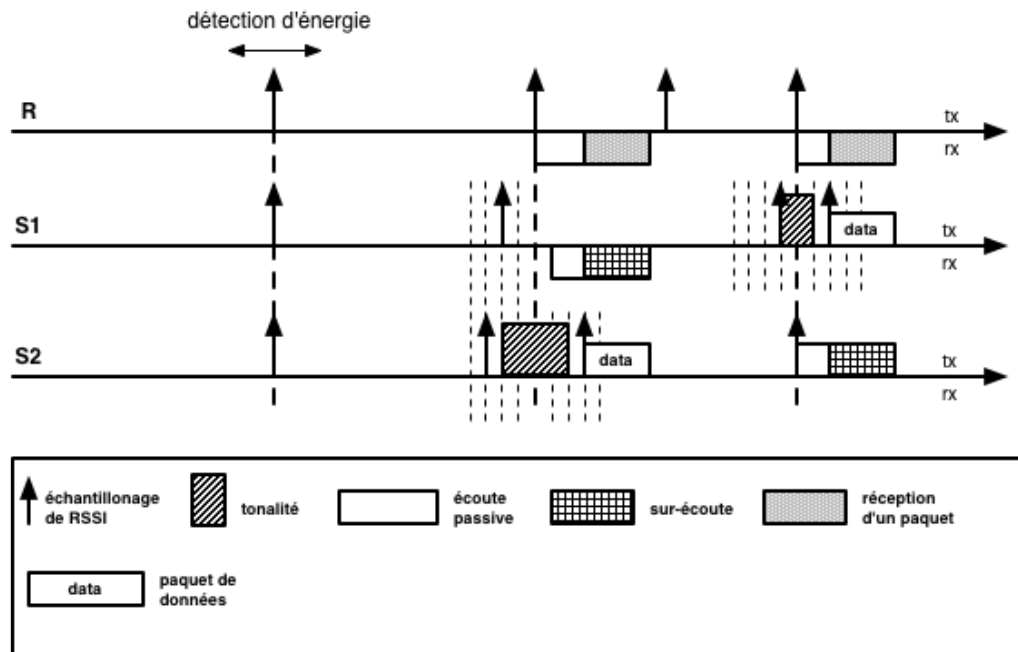 détection d'énergie
R
tx
rx
S1
data
tx
rx
S2
data
tx
rx
échantillonage
de RSSI
tonalité
écoute
passive
sur-écoute
réception
d'un paquet
data
paquet de
données